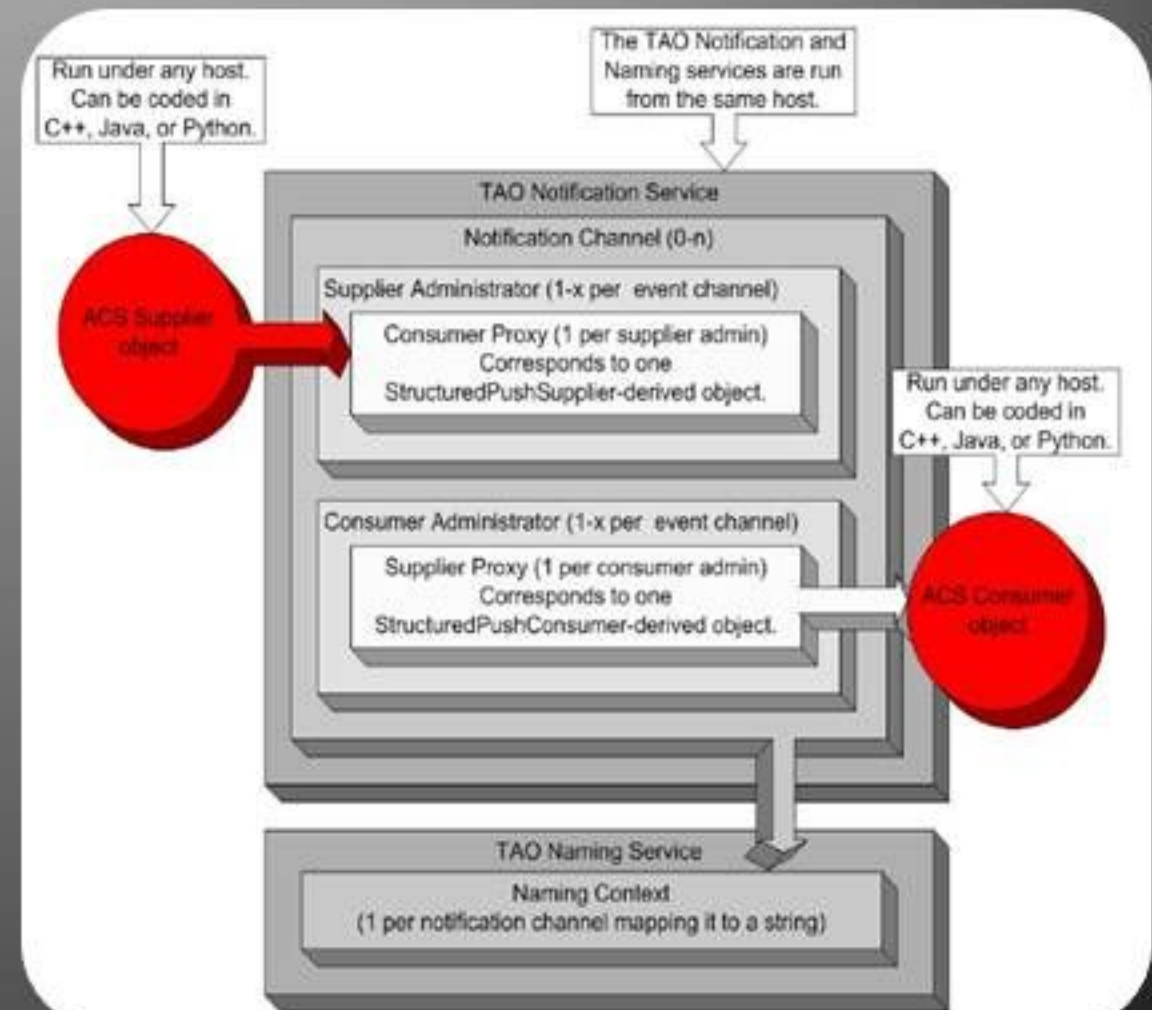 Run under any host.
Can be coded in
C++, Java, or Python.
The TAO Notification and
Naming services are run
from the same host.
TAO Notification Service
Notification Channel (0-n)
Supplier Administrator (1-x per event channel)
Consumer Proxy (1 per supplier admin)
Corresponds to one
StructuredPushSupplier-derived object.
ACS Supplier
object
Run under any host.
Can be coded in
C++, Java, or Python.
Consumer Administrator (1-x per event channel)
Supplier Proxy (1 per consumer admin)
Corresponds to one
StructuredPushConsumer-derived object.
ACS Consumer
object
TAO Naming Service
Naming Context
(1 per notification channel mapping it to a string)